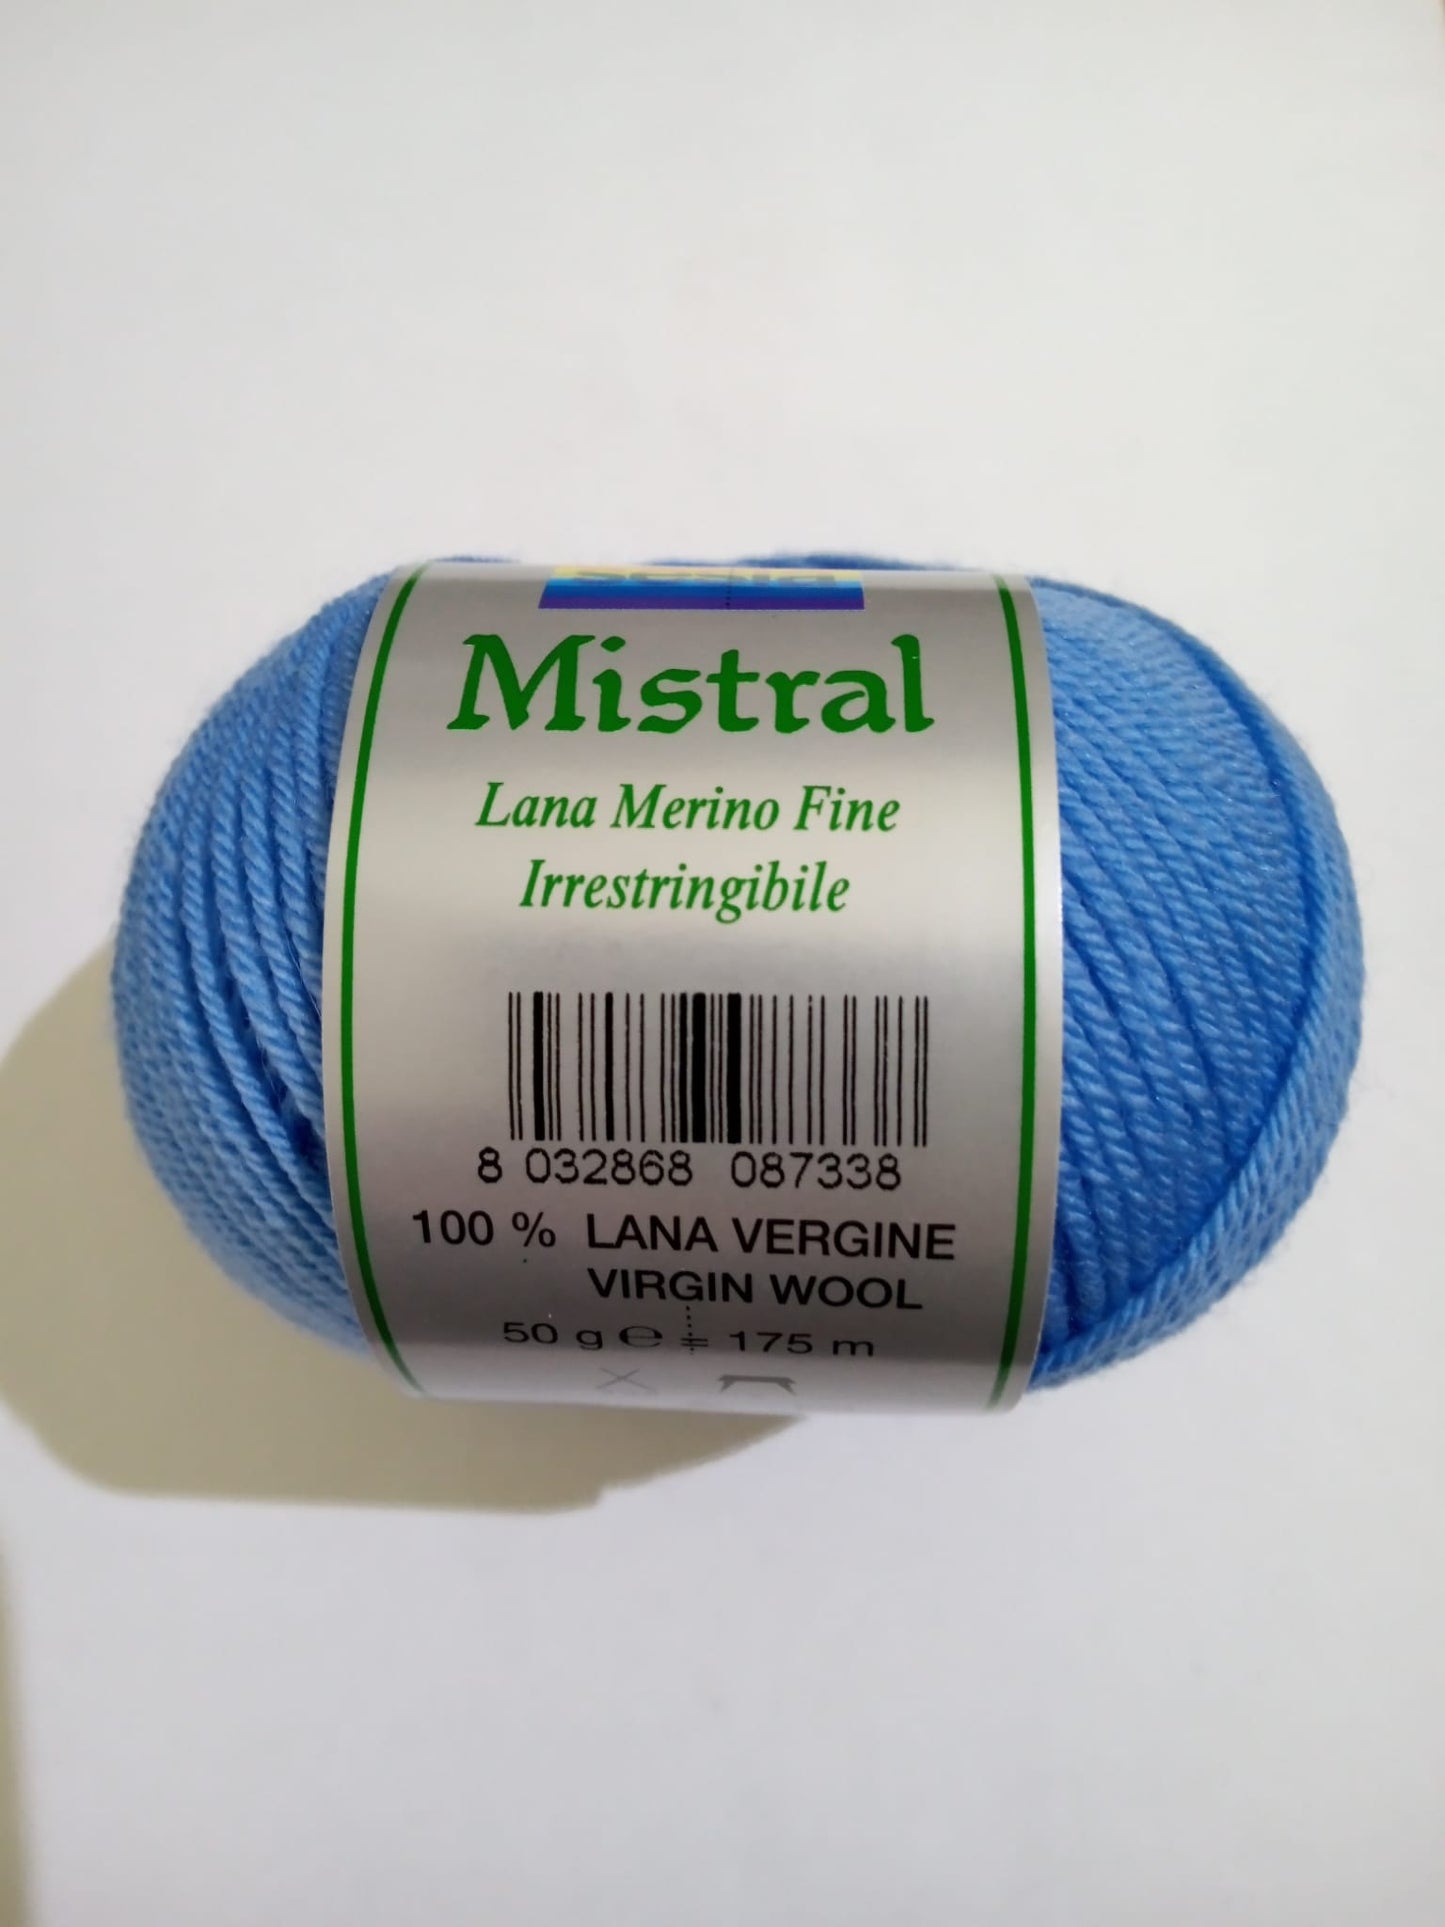 Mistral
Lana Merino Fine
Irrestringibile
8 032868 087338
100 % LANA VERGINE
VIRGIN WOOL
50 g ℮ = 175 m